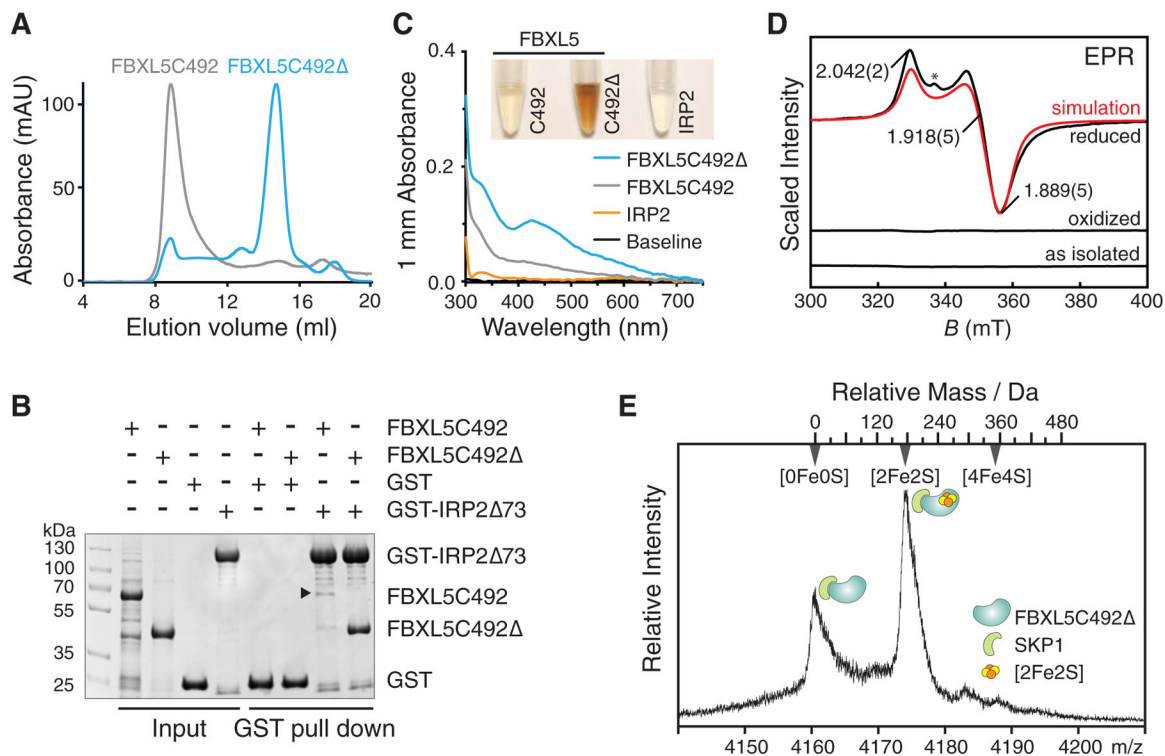 A
FBXL5C492 FBXL5C492Δ
Absorbance (mAU)
100
50
0
4 8 12 16 20
Elution volume (ml)
B
+ - - - + - + - FBXL5C492
- + - - - + - + FBXL5C492Δ
- - + - + + - - GST
- - - + - - + + GST-IRP2Δ73
kDa
130
100
70
55
35
25
GST-IRP2Δ73
FBXL5C492
FBXL5C492Δ
GST
Input GST pull down
C
FBXL5
C492
C492Δ
IRP2
1 mm Absorbance
0.4
0.2
0.0
FBXL5C492Δ
FBXL5C492
IRP2
Baseline
300 400 500 600 700
Wavelength (nm)
D
EPR
2.042(2)
*
1.918(5)
1.889(5)
simulation
reduced
oxidized
as isolated
Scaled Intensity
300 320 340 360 380 400
B (mT)
E
Relative Mass / Da
0 120 240 360 480
[0Fe0S] [2Fe2S] [4Fe4S]
Relative Intensity
FBXL5C492Δ
SKP1
[2Fe2S]
4150 4160 4170 4180 4190 4200 m/z